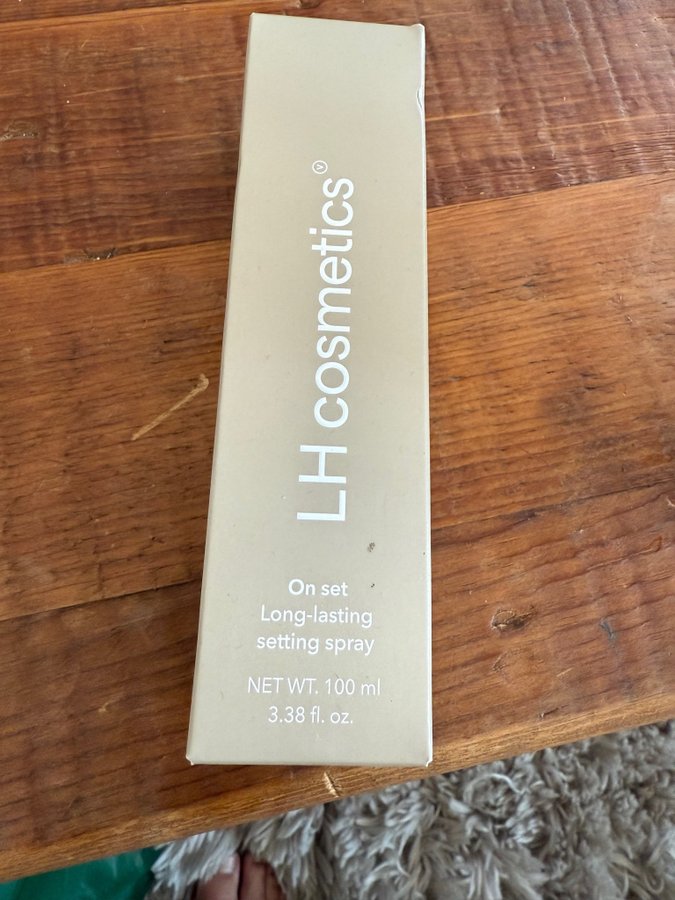 LH cosmetics Ⓥ
On set
Long-lasting
setting spray
NET WT. 100 ml
3.38 fl. oz.